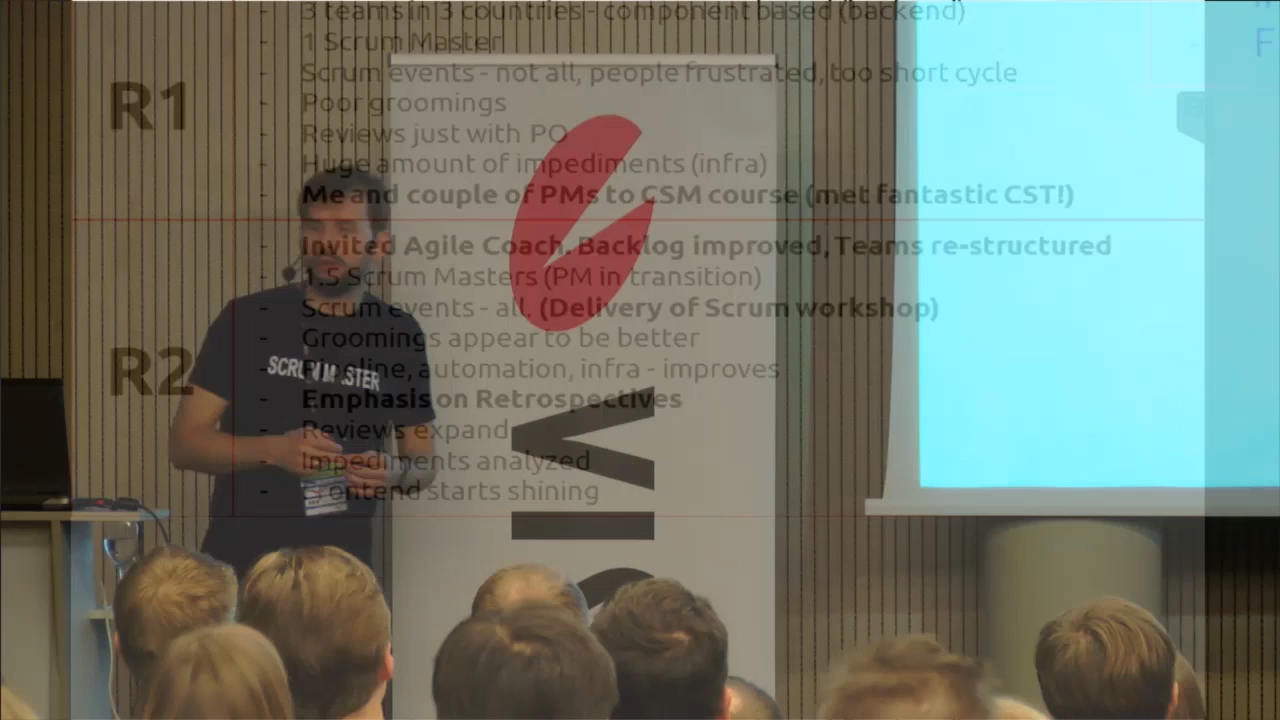 3 teams in 3 countries - component based (backend)
- 1 Scrum Master
- Scrum events - not all, people frustrated, too short cycle
R1
- Poor groomings
- Reviews just with PO
- Huge amount of impediments (infra)
- Me and couple of PMs to CSM course (met fantastic CST!)
- Invited Agile Coach. Backlog improved, Teams re-structured
- 1.5 Scrum Masters (PM in transition)
- Scrum events - all. (Delivery of Scrum workshop)
- Groomings appear to be better
R2
- Pipeline, automation, infra - improves
- Emphasis on Retrospectives
- Reviews expand
- Impediments analyzed
- Frontend starts shining
SCRUM MASTER
F